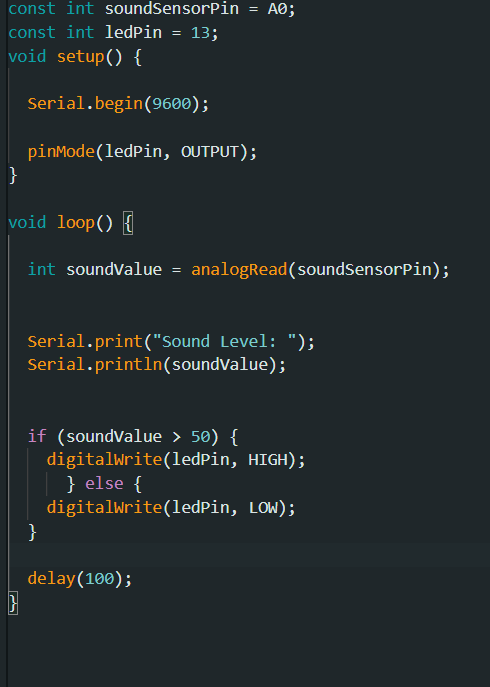 const int soundSensorPin = A0;
const int ledPin = 13;
void setup() {
Serial.begin(9600);
pinMode(ledPin, OUTPUT);
}
void loop() {
int soundValue = analogRead(soundSensorPin);
Serial.print("Sound Level: ");
Serial.println(soundValue);
if (soundValue > 50) {
digitalWrite(ledPin, HIGH);
} else {
digitalWrite(ledPin, LOW);
}
delay(100);
}